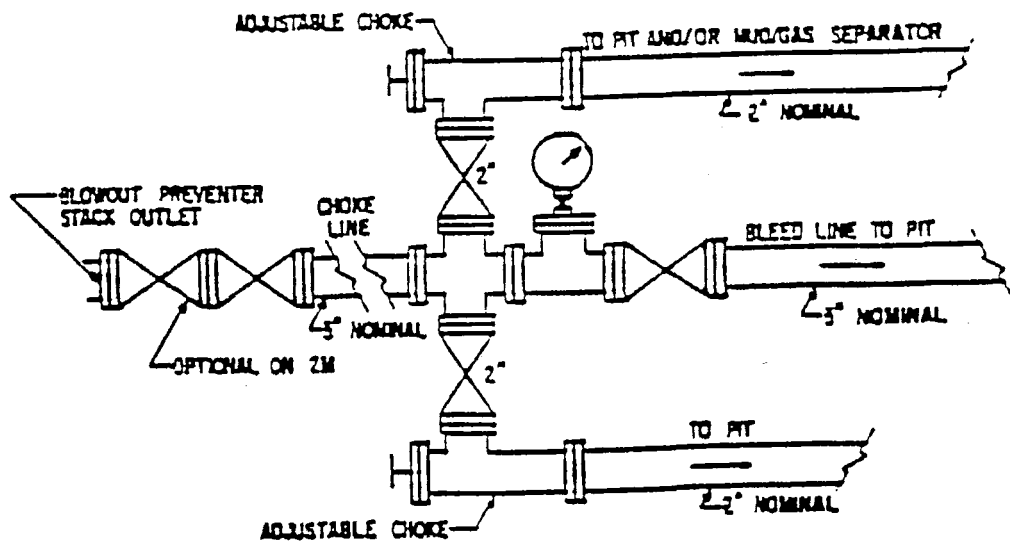 ADJUSTABLE CHOKE
TO PIT AND/OR MUD/GAS SEPARATOR
2" NOMINAL
2"
BLOWOUT PREVENTER
STACK OUTLET
CHOKE
LINE
BLEED LINE TO PIT
3" NOMINAL
3" NOMINAL
OPTIONAL ON 2M
2"
TO PIT
2" NOMINAL
ADJUSTABLE CHOKE